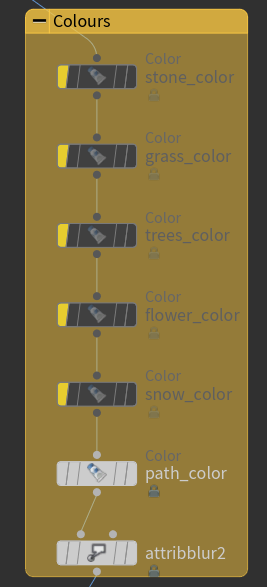 Colours
Color
stone_color
Color
grass_color
Color
trees_color
Color
flower_color
Color
snow_color
Color
path_color
attribblur2